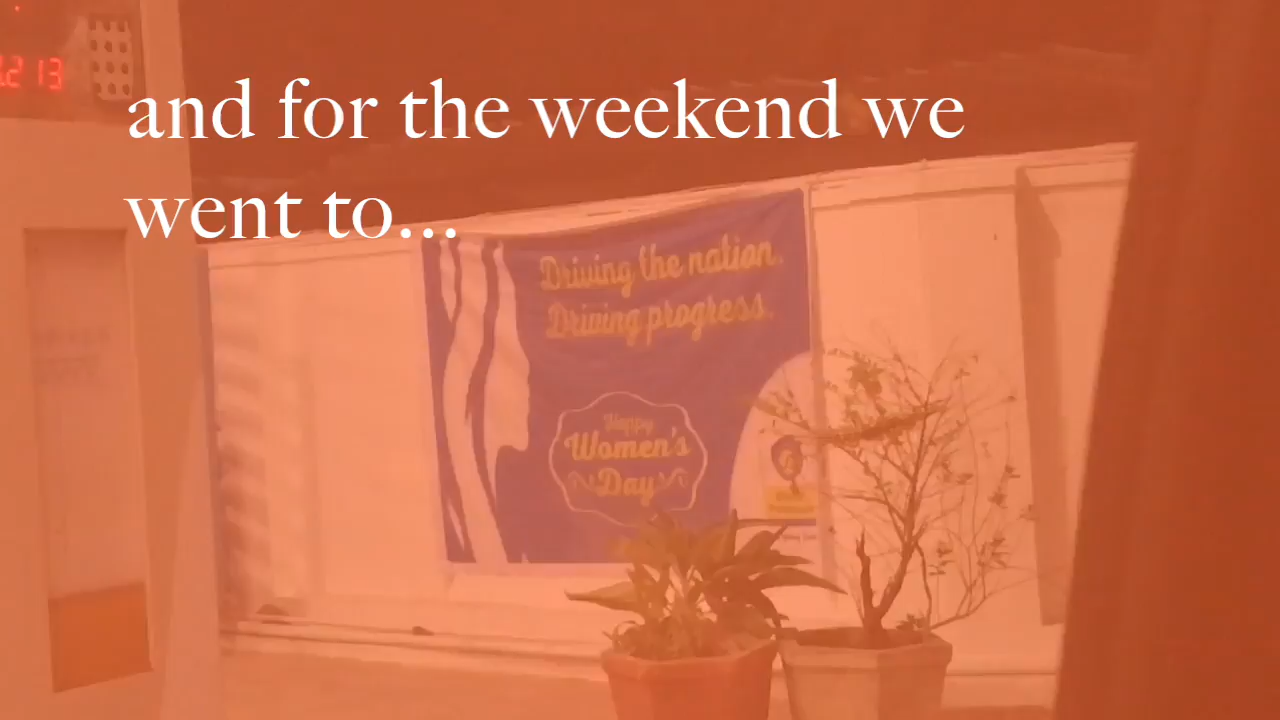 and for the weekend we
went to...
Driving the nation.
Driving progress.
Happy
Women's
Day